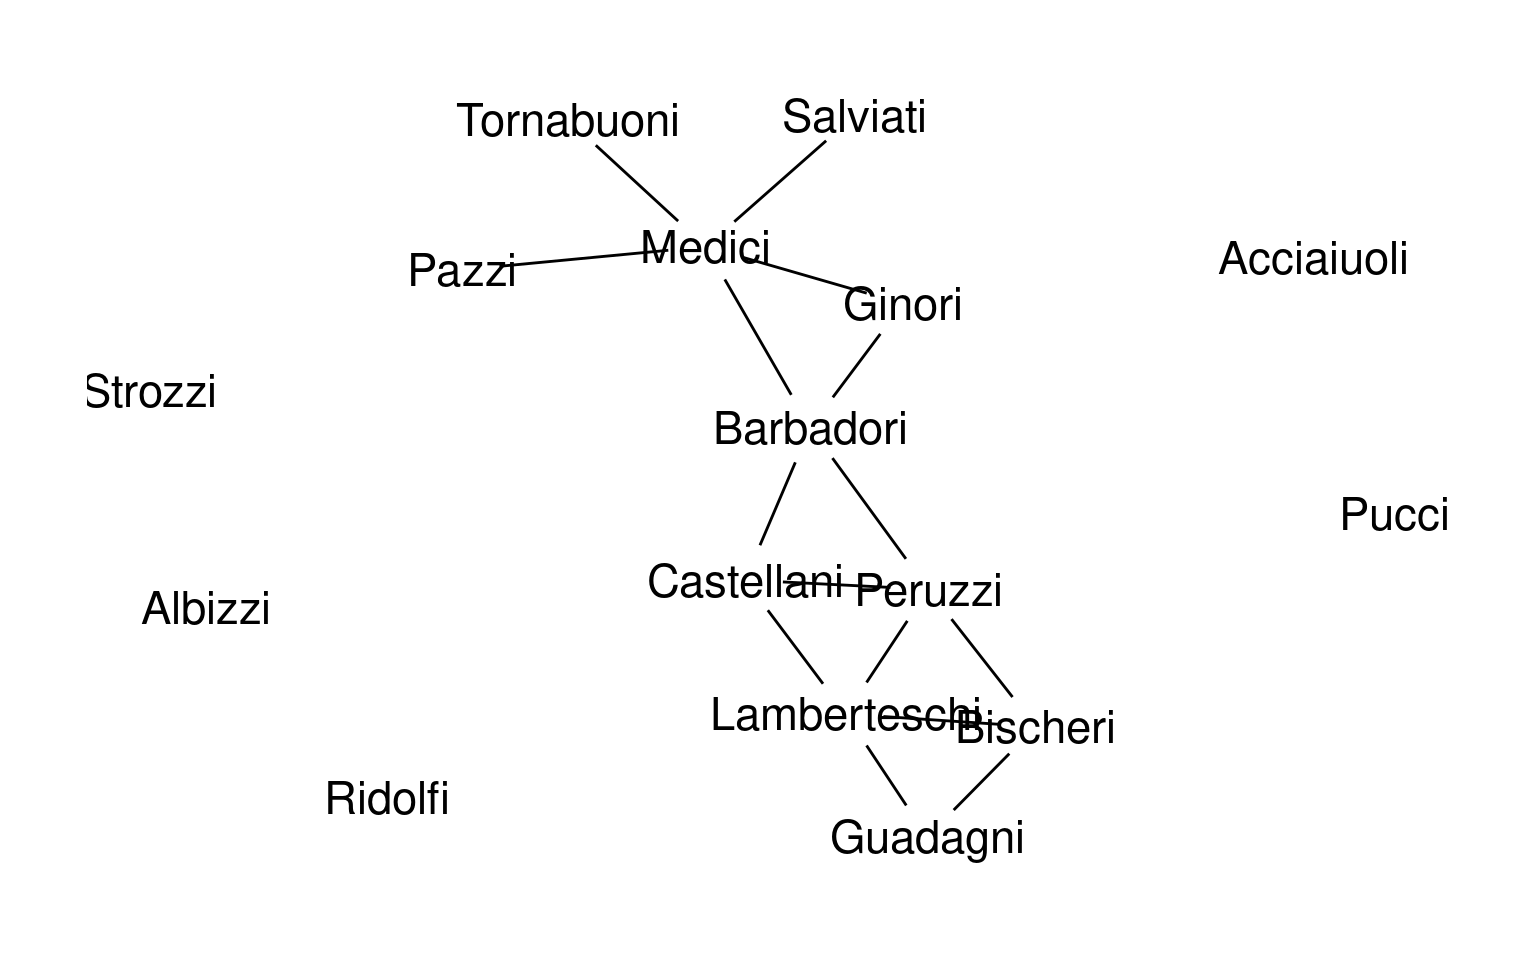 Tornabuoni
Salviati
Medici
Acciaiuoli
Pazzi
Ginori
Strozzi
Barbadori
Pucci
Castellani
Peruzzi
Albizzi
Lamberteschi
Bischeri
Ridolfi
Guadagni